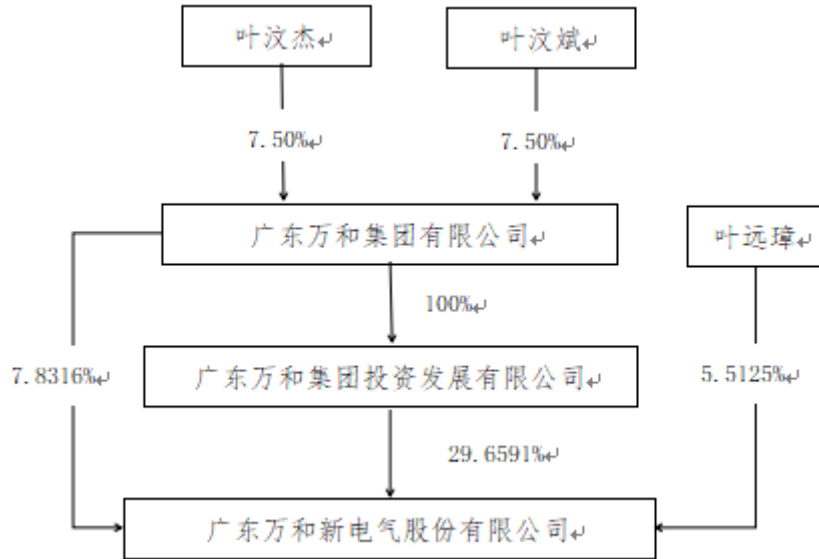 叶汶杰↵
叶汶斌↵
7.50%↵
7.50%↵
广东万和集团有限公司↵
叶远璋↵
100%↵
7.8316%↵
广东万和集团投资发展有限公司↵
5.5125%↵
29.6591%↵
广东万和新电气股份有限公司↵